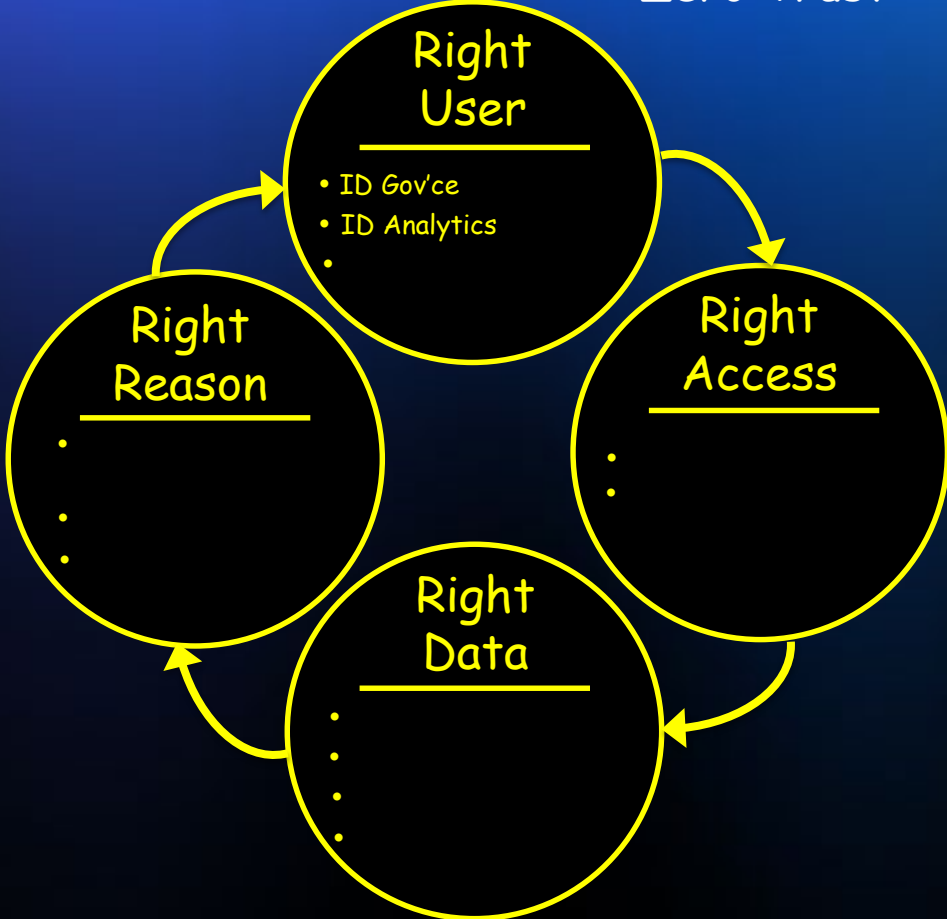 Right
User
• ID Gov'ce
• ID Analytics
•
Right
Access
•
•
Right
Data
•
•
•
•
Right
Reason
•
•
•